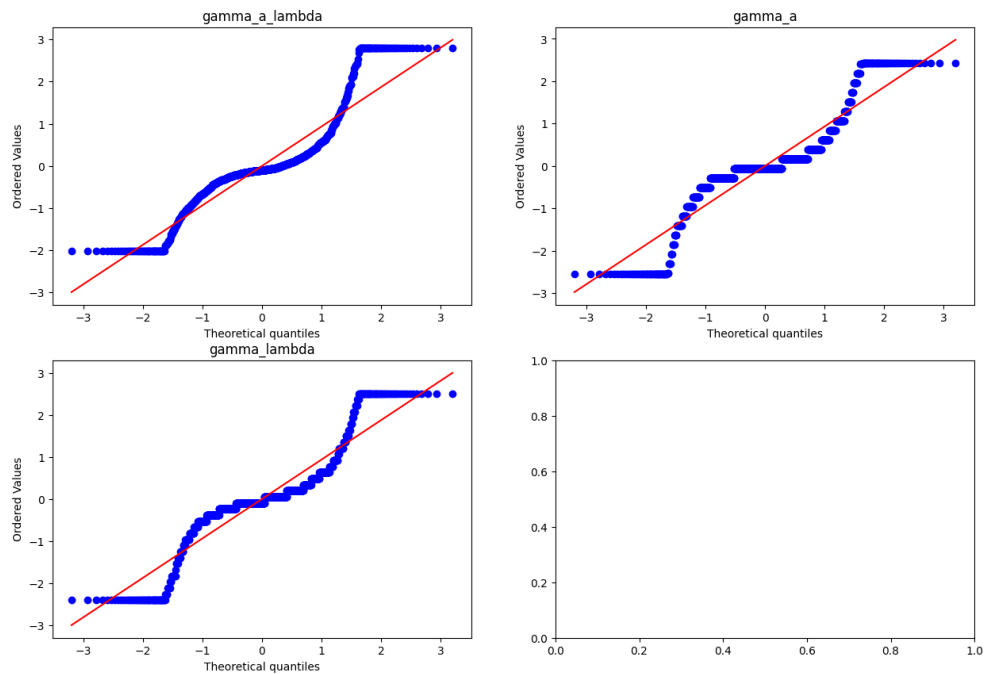 gamma_a_lambda
3
2
1
0
−1
−2
−3
Ordered Values
−3 −2 −1 0 1 2 3
Theoretical quantiles
gamma_a
3
2
1
0
−1
−2
−3
Ordered Values
−3 −2 −1 0 1 2 3
Theoretical quantiles
gamma_lambda
3
2
1
0
−1
−2
−3
Ordered Values
−3 −2 −1 0 1 2 3
Theoretical quantiles
1.0
0.8
0.6
0.4
0.2
0.0
0.0 0.2 0.4 0.6 0.8 1.0